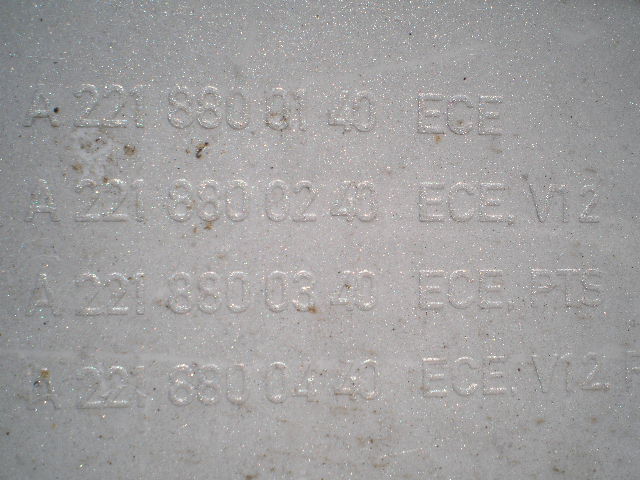 A 221 880 01 40 ECE
A 221 880 02 40 ECE, V12
A 221 880 03 40 ECE, PTS
A 221 880 04 40 ECE, V12,